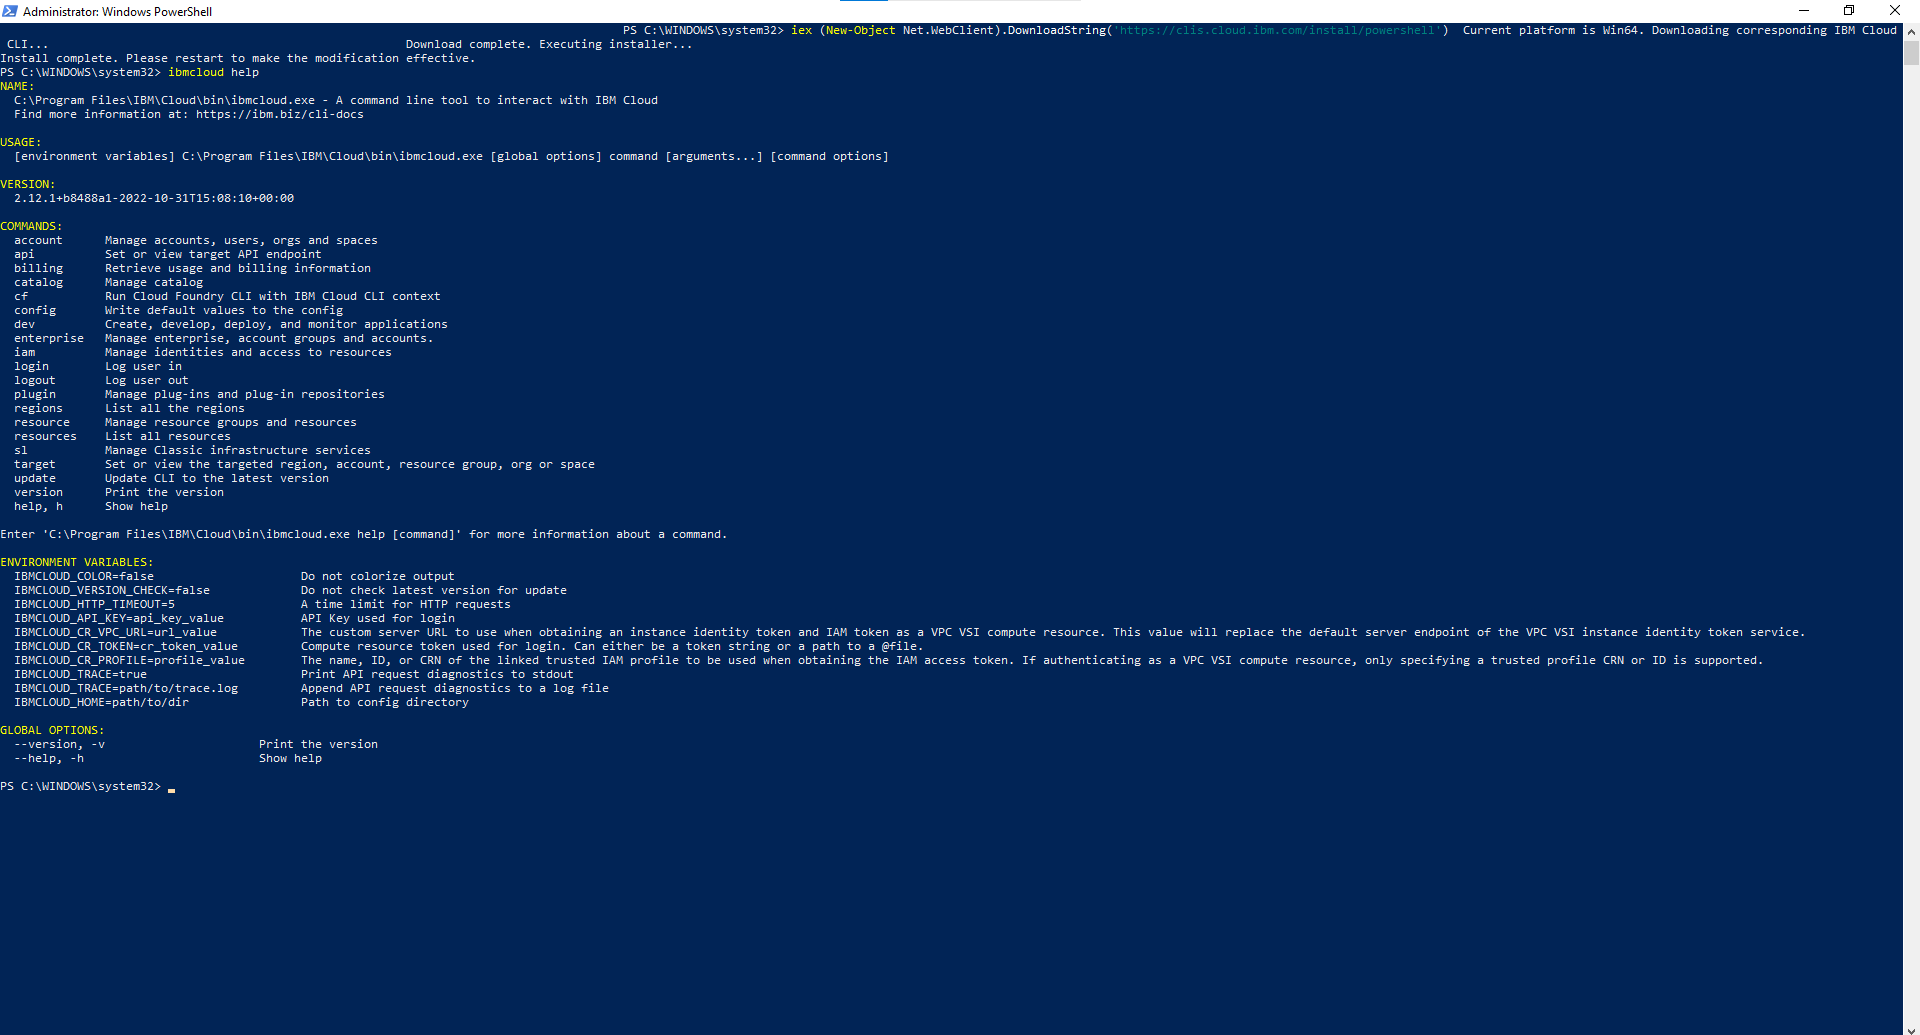 Administrator: Windows PowerShell
PS C:\WINDOWS\system32> iex (New-Object Net.WebClient).DownloadString('https://clis.cloud.ibm.com/install/powershell')  Current platform is Win64. Downloading corresponding IBM Cloud
 CLI...                                                   Download complete. Executing installer...
Install complete. Please restart to make the modification effective.
PS C:\WINDOWS\system32> ibmcloud help
NAME:
  C:\Program Files\IBM\Cloud\bin\ibmcloud.exe - A command line tool to interact with IBM Cloud
  Find more information at: https://ibm.biz/cli-docs

USAGE:
  [environment variables] C:\Program Files\IBM\Cloud\bin\ibmcloud.exe [global options] command [arguments...] [command options]

VERSION:
  2.12.1+b8488a1-2022-10-31T15:08:10+00:00

COMMANDS:
  account      Manage accounts, users, orgs and spaces
  api          Set or view target API endpoint
  billing      Retrieve usage and billing information
  catalog      Manage catalog
  cf           Run Cloud Foundry CLI with IBM Cloud CLI context
  config       Write default values to the config
  dev          Create, develop, deploy, and monitor applications
  enterprise   Manage enterprise, account groups and accounts.
  iam          Manage identities and access to resources
  login        Log user in
  logout       Log user out
  plugin       Manage plug-ins and plug-in repositories
  regions      List all the regions
  resource     Manage resource groups and resources
  resources    List all resources
  sl           Manage Classic infrastructure services
  target       Set or view the targeted region, account, resource group, org or space
  update       Update CLI to the latest version
  version      Print the version
  help, h      Show help

Enter 'C:\Program Files\IBM\Cloud\bin\ibmcloud.exe help [command]' for more information about a command.

ENVIRONMENT VARIABLES:
  IBMCLOUD_COLOR=false                     Do not colorize output
  IBMCLOUD_VERSION_CHECK=false             Do not check latest version for update
  IBMCLOUD_HTTP_TIMEOUT=5                  A time limit for HTTP requests
  IBMCLOUD_API_KEY=api_key_value           API Key used for login
  IBMCLOUD_CR_VPC_URL=url_value            The custom server URL to use when obtaining an instance identity token and IAM token as a VPC VSI compute resource. This value will replace the default server endpoint of the VPC VSI instance identity token service.
  IBMCLOUD_CR_TOKEN=cr_token_value         Compute resource token used for login. Can either be a token string or a path to a @file.
  IBMCLOUD_CR_PROFILE=profile_value        The name, ID, or CRN of the linked trusted IAM profile to be used when obtaining the IAM access token. If authenticating as a VPC VSI compute resource, only specifying a trusted profile CRN or ID is supported.
  IBMCLOUD_TRACE=true                      Print API request diagnostics to stdout
  IBMCLOUD_TRACE=path/to/trace.log         Append API request diagnostics to a log file
  IBMCLOUD_HOME=path/to/dir                Path to config directory

GLOBAL OPTIONS:
  --version, -v                      Print the version
  --help, -h                         Show help

PS C:\WINDOWS\system32>